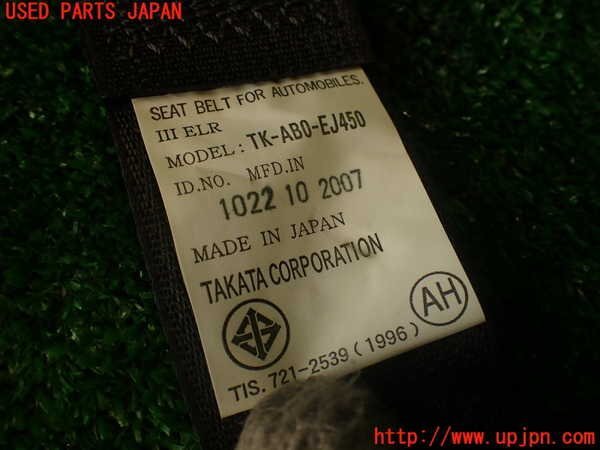 USED PARTS JAPAN
SEAT BELT FOR AUTOMOBILES.
III ELR
MODEL: TK-AB0-EJ450
ID.NO. MFD.IN
1022 10 2007
MADE IN JAPAN
TAKATA CORPORATION
AH
TIS. 721-2539 (1996)
http://www.upjpn.com/